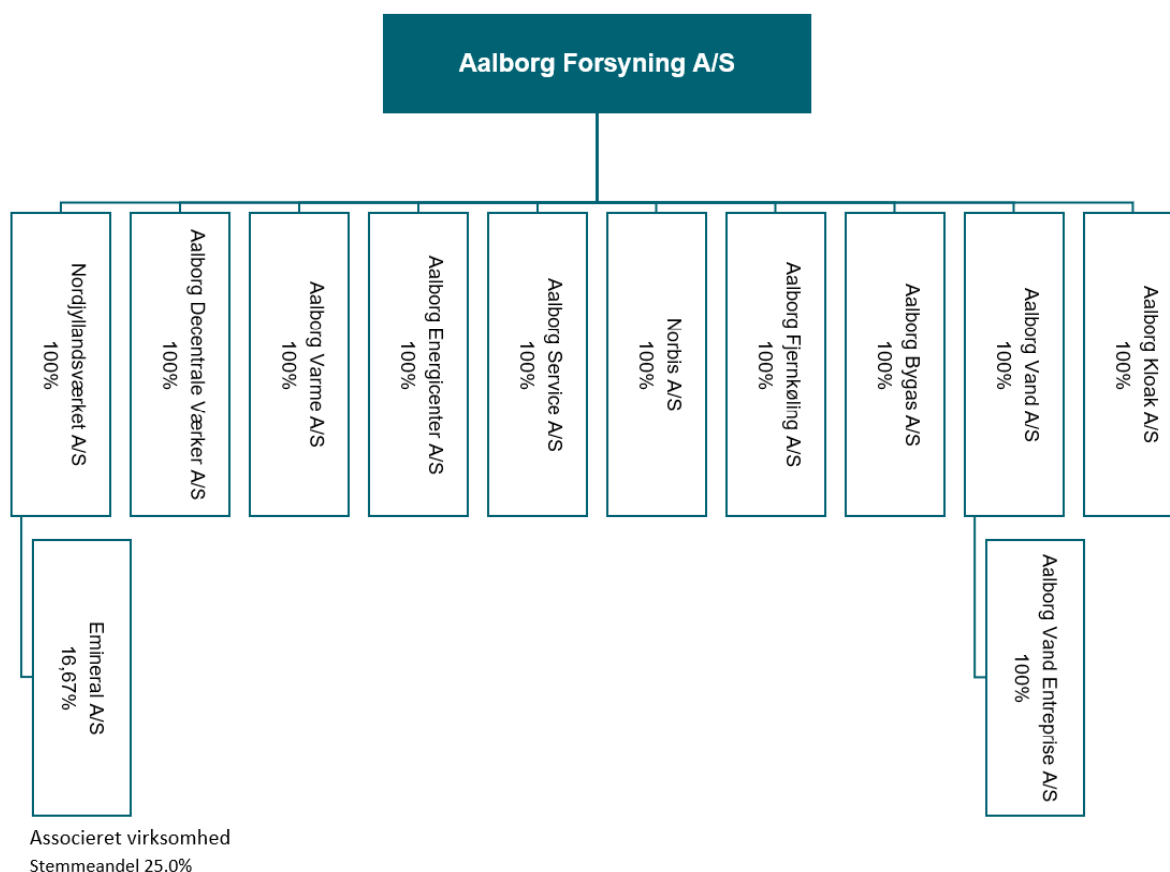 Aalborg Forsyning A/S
Nordjyllandsværket A/S
100%
Aalborg Decentrale Værker A/S
100%
Aalborg Varme A/S
100%
Aalborg Energicenter A/S
100%
Aalborg Service A/S
100%
Norbis A/S
100%
Aalborg Fjernkøling A/S
100%
Aalborg Bygas A/S
100%
Aalborg Vand A/S
100%
Aalborg Kloak A/S
100%
Emineral A/S
16,67%
Aalborg Vand Entreprise A/S
100%
Associeret virksomhed
Stemmeandel 25.0%